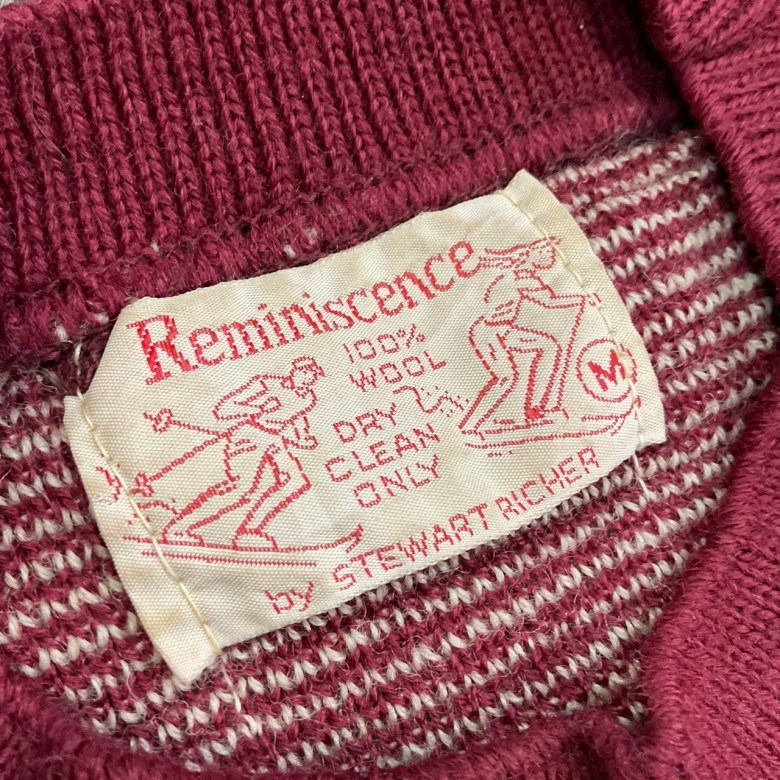 Reminiscence
100%
WOOL
M
DRY
CLEAN
ONLY
by STEWART RICHER